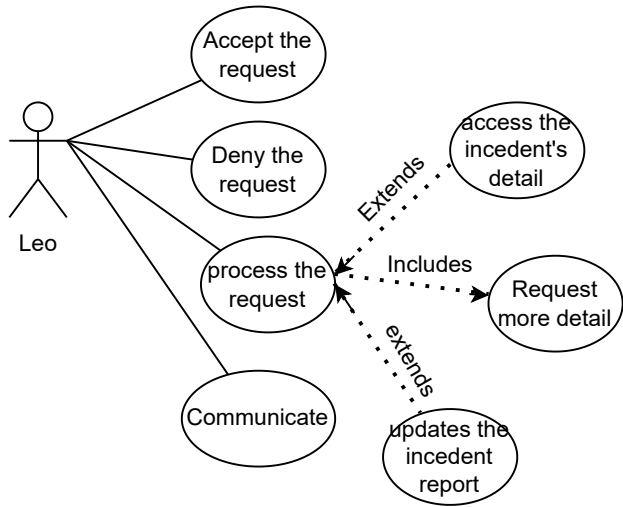 Accept the
request
Deny the
request
Leo
process the
request
Communicate
Extends
access the
incedent's
detail
Includes
Request
more detail
extends
updates the
incedent
report